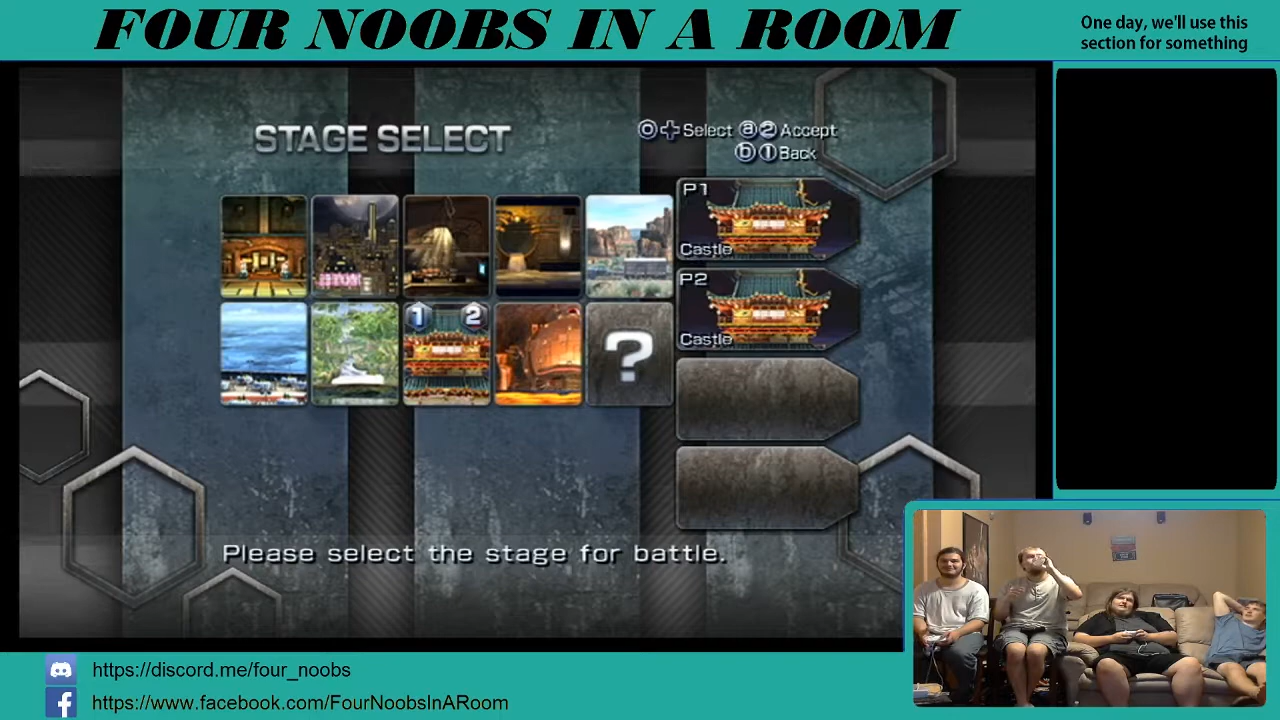 FOUR NOOBS IN A ROOM
One day, we'll use this
section for something
STAGE SELECT
Select a 2 Accept
b 1 Back
P1
Castle
P2
Castle
1 2
?
Please select the stage for battle.
https://discord.me/four_noobs
https://www.facebook.com/FourNoobsInARoom